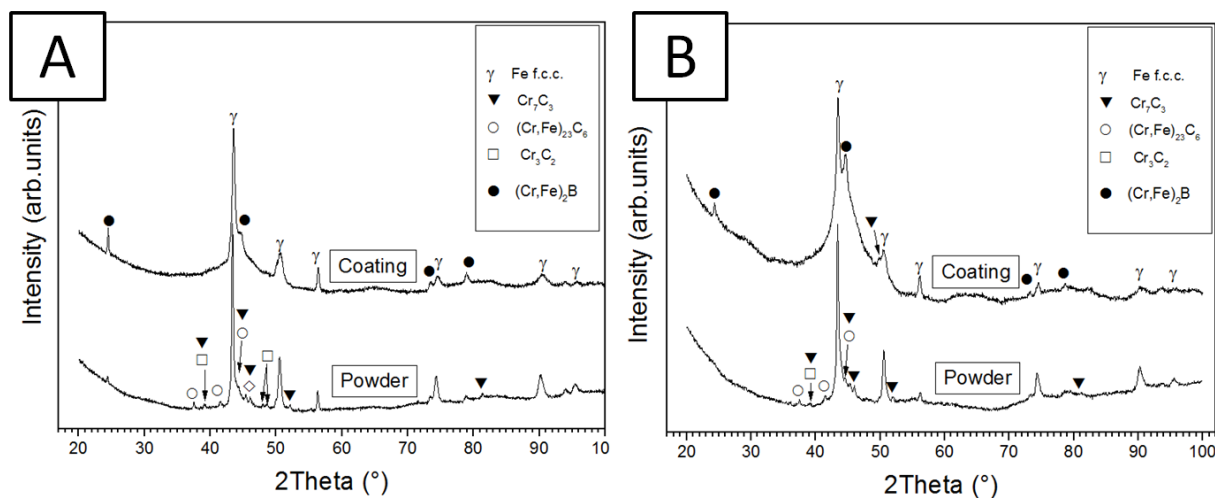 A
Intensity (arb.units)
γ Fe f.c.c.
▼ Cr₇C₃
○ (Cr,Fe)₂₃C₆
□ Cr₃C₂
● (Cr,Fe)₂B
γ
γ
γ
γ
γ
γ
Coating
Powder
20 30 40 50 60 70 80 90 100
2Theta (°)
B
Intensity (arb.units)
γ Fe f.c.c.
▼ Cr₇C₃
○ (Cr,Fe)₂₃C₆
□ Cr₃C₂
● (Cr,Fe)₂B
γ
γ
γ
γ
γ
γ
Coating
Powder
20 30 40 50 60 70 80 90 100
2Theta (°)